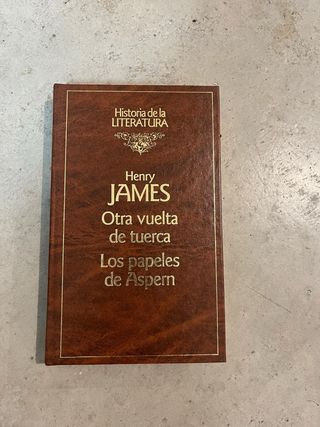 Historia de la
LITERATURA
Henry
JAMES
Otra vuelta
de tuerca
Los papeles
de Aspern